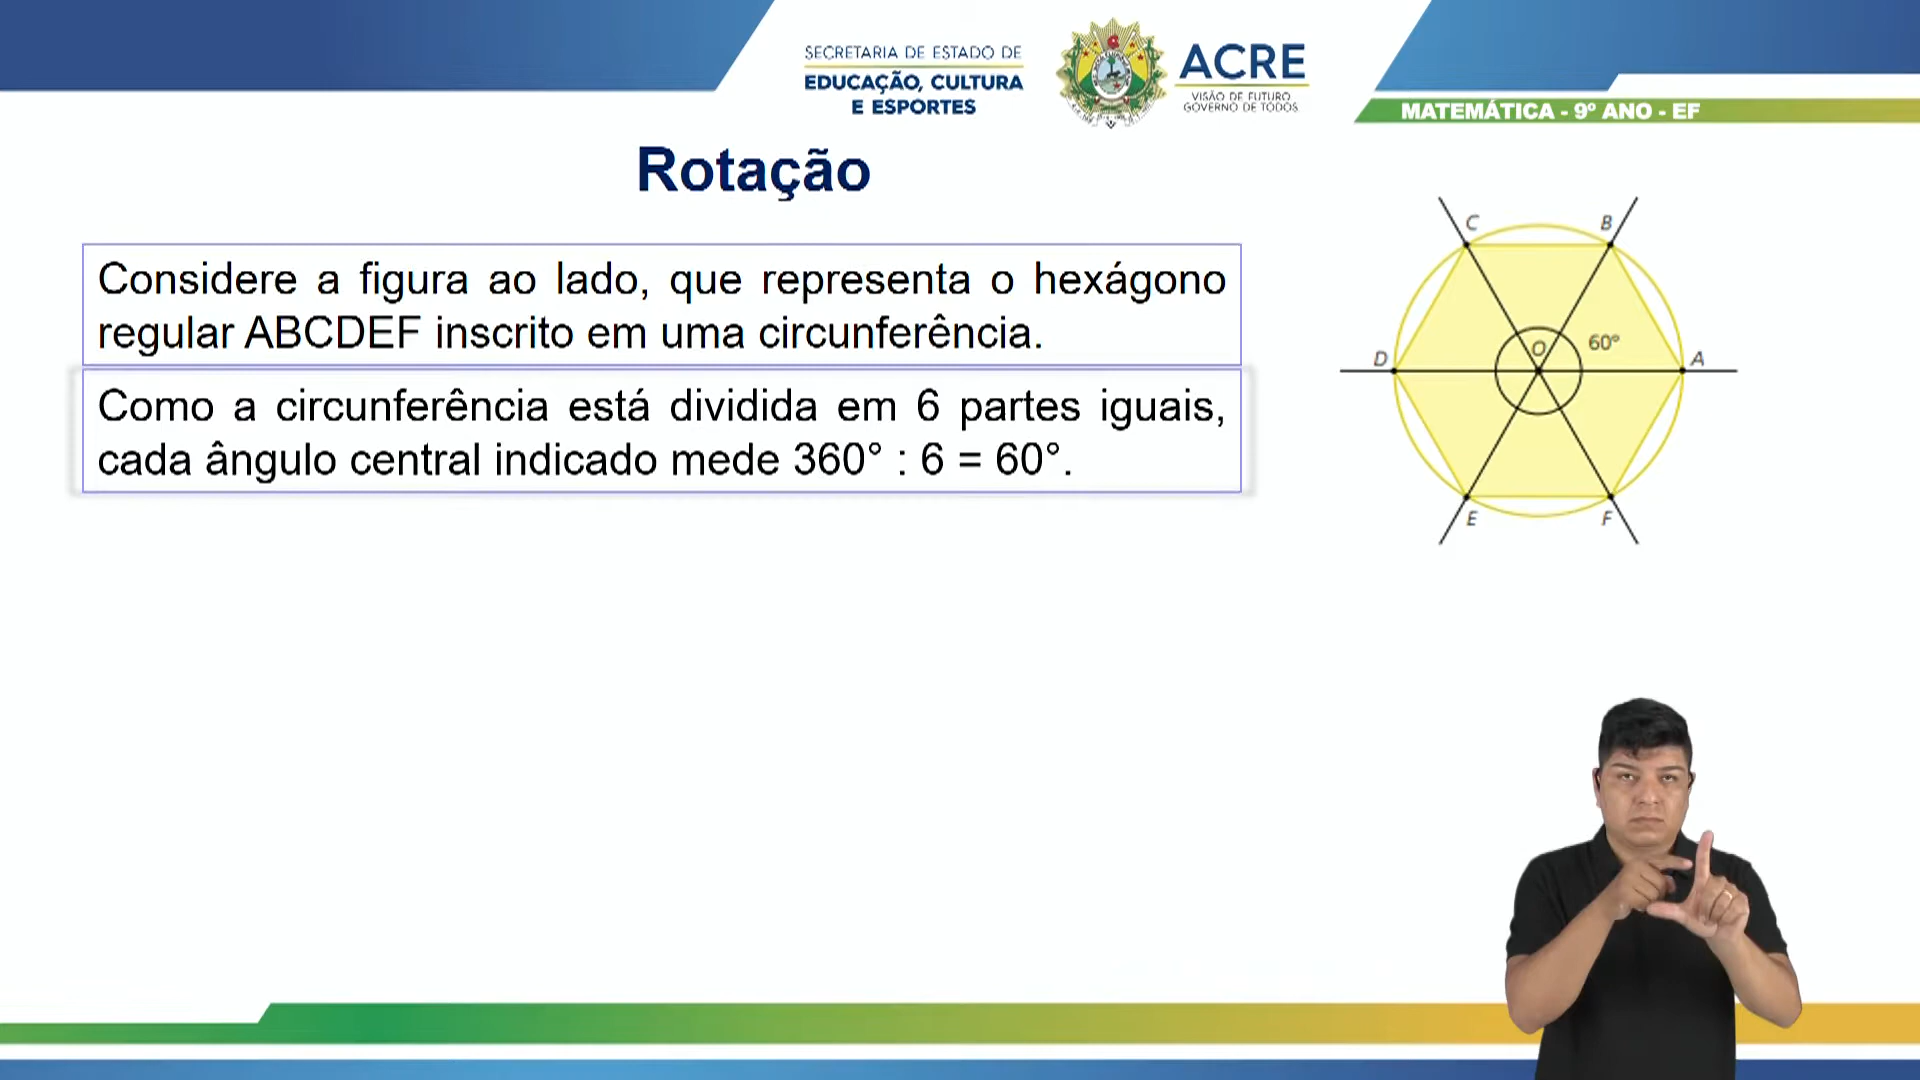 SECRETARIA DE ESTADO DE
EDUCAÇÃO, CULTURA
E ESPORTES
ACRE
VISÃO DE FUTURO
GOVERNO DE TODOS
MATEMÁTICA - 9º ANO - EF
Rotação
Considere a figura ao lado, que representa o hexágono
regular ABCDEF inscrito em uma circunferência.
Como a circunferência está dividida em 6 partes iguais,
cada ângulo central indicado mede 360° : 6 = 60°.
C
B
O
60°
D
A
E
F